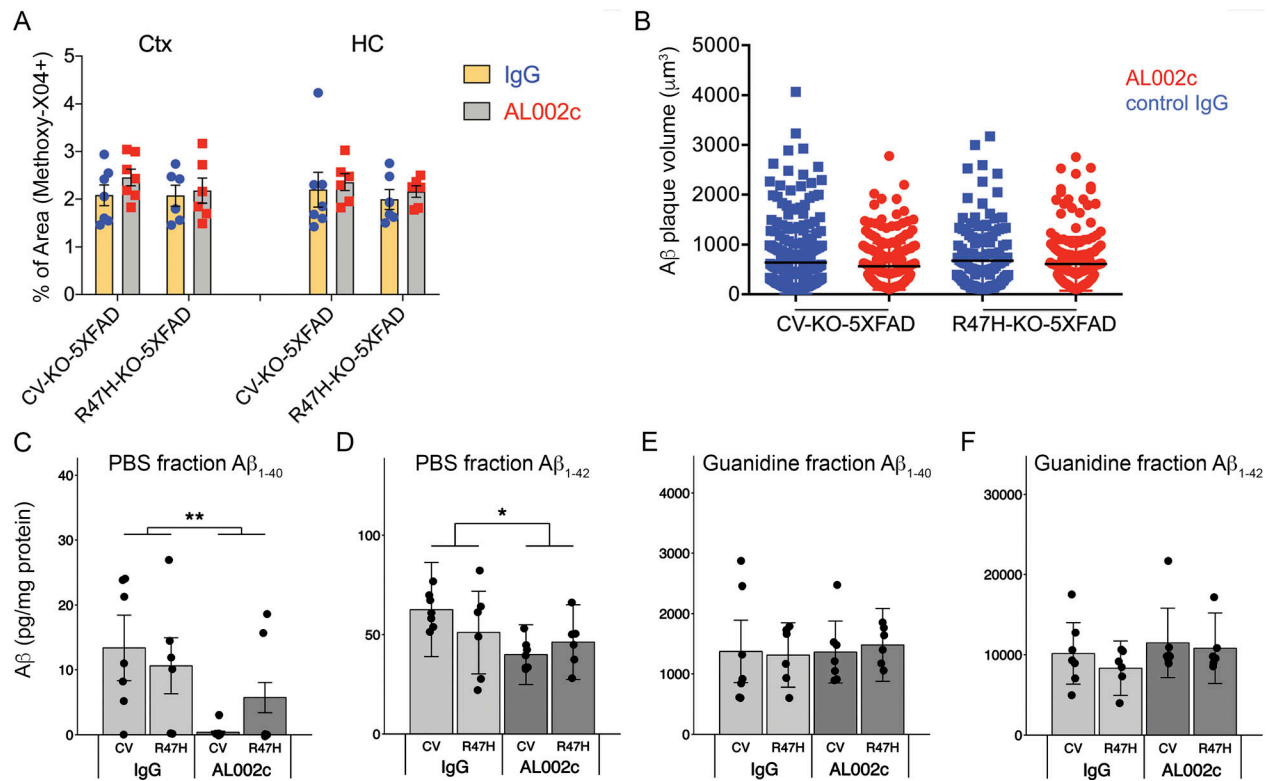 A
Ctx
HC
IgG
AL002c
% of Area (Methoxy-X04+)
5
4
3
2
1
0
CV-KO-5XFAD
R47H-KO-5XFAD
CV-KO-5XFAD
R47H-KO-5XFAD
B
AL002c
control IgG
Aβ plaque volume (μm³)
5000
4000
3000
2000
1000
0
CV-KO-5XFAD
R47H-KO-5XFAD
C
PBS fraction Aβ1-40
Aβ (pg/mg protein)
40
30
20
10
0
**
CV
R47H
CV
R47H
IgG
AL002c
D
PBS fraction Aβ1-42
100
50
0
*
CV
R47H
CV
R47H
IgG
AL002c
E
Guanidine fraction Aβ1-40
4000
3000
2000
1000
0
CV
R47H
CV
R47H
IgG
AL002c
F
Guanidine fraction Aβ1-42
30000
20000
10000
0
CV
R47H
CV
R47H
IgG
AL002c